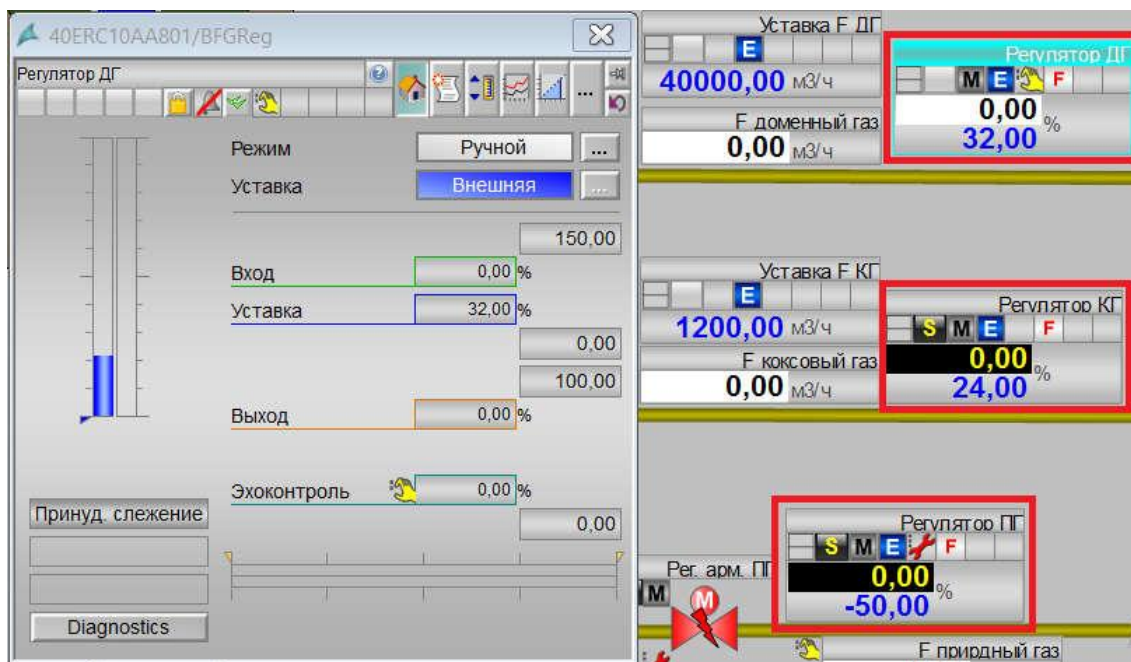 40ERC10AA801/BFGReg
Регулятор ДГ
...
Режим
Ручной
...
Уставка
Внешняя
...
150,00
Вход
0,00 %
Уставка
32,00 %
0,00
100,00
Выход
0,00 %
Эхоконтроль
0,00 %
0,00
Принуд. слежение
Diagnostics
Уставка F ДГ
E
40000,00 м3/ч
F доменный газ
0,00 м3/ч
Регулятор ДГ
M E F
0,00 %
32,00
Уставка F КГ
E
1200,00 м3/ч
F коксовый газ
0,00 м3/ч
Регулятор КГ
S M E F
0,00 %
24,00
Регулятор ПГ
S M E F
0,00 %
-50,00
Рег. арм. ПГ
M
M
F прирдный газ